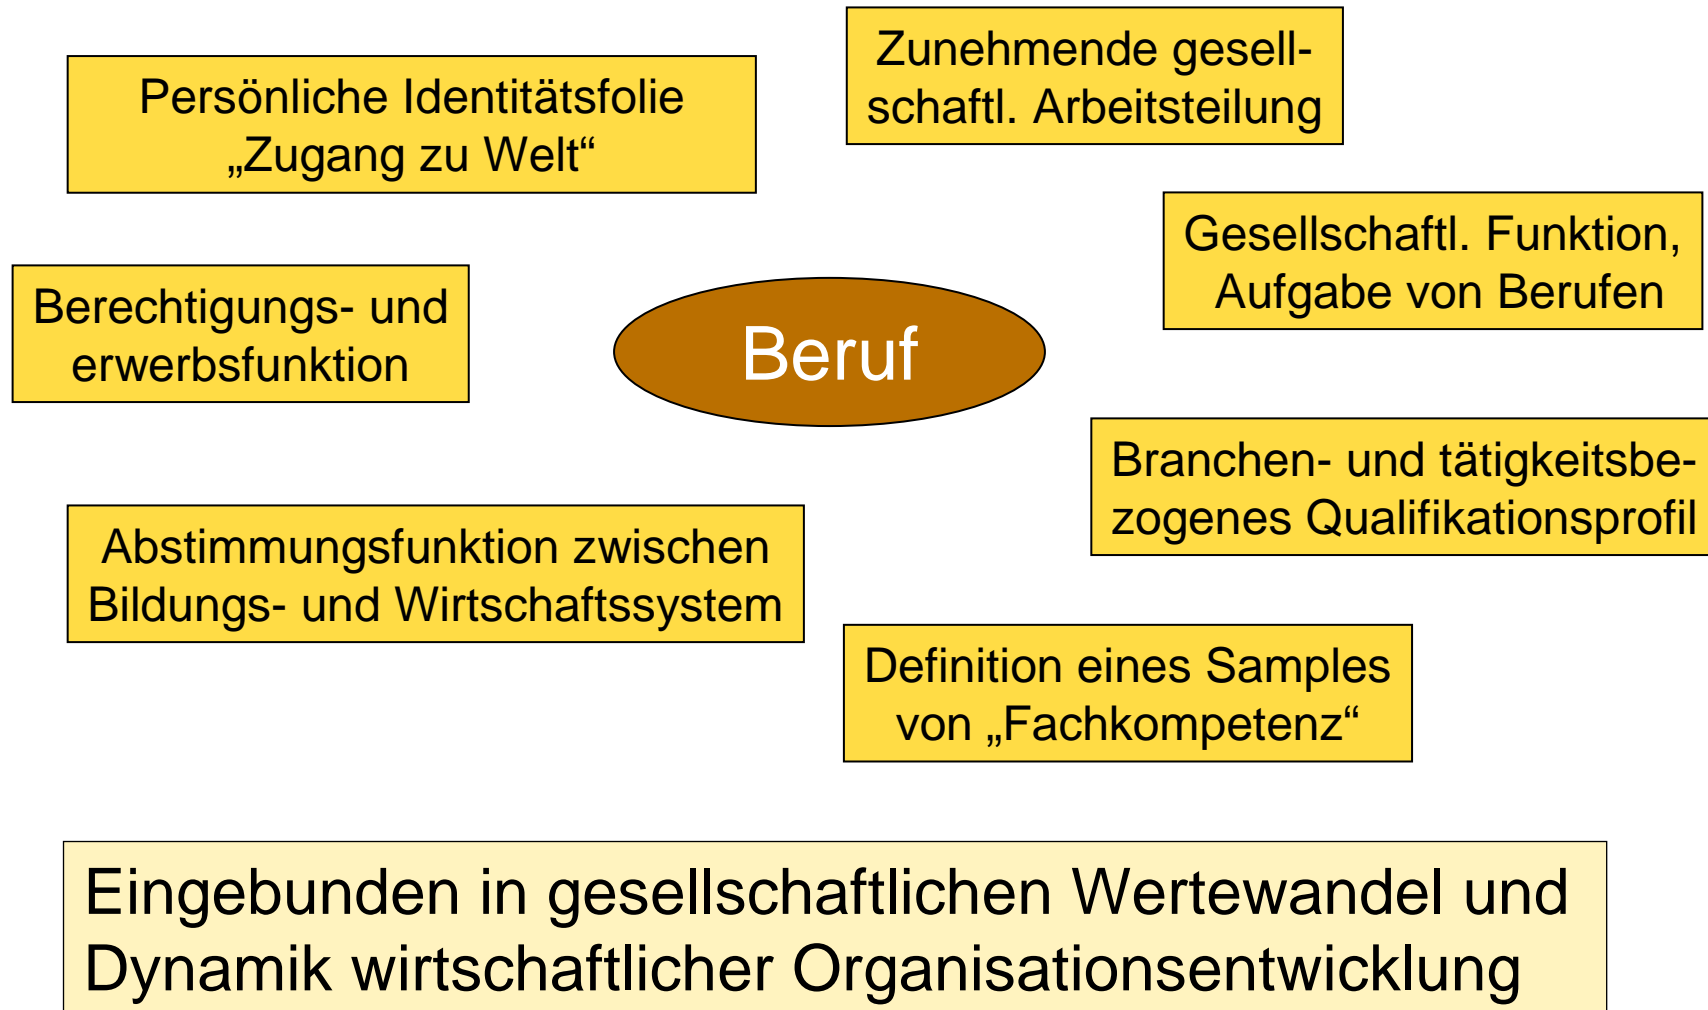 Zunehmende gesell-
schaftl. Arbeitsteilung
Persönliche Identitätsfolie
„Zugang zu Welt“
Gesellschaftl. Funktion,
Aufgabe von Berufen
Berechtigungs- und
erwerbsfunktion
Beruf
Branchen- und tätigkeitsbe-
zogenes Qualifikationsprofil
Abstimmungsfunktion zwischen
Bildungs- und Wirtschaftssystem
Definition eines Samples
von „Fachkompetenz“
Eingebunden in gesellschaftlichen Wertewandel und
Dynamik wirtschaftlicher Organisationsentwicklung